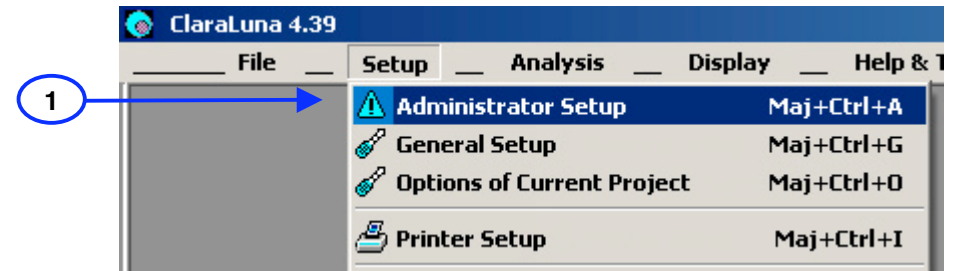 ClaraLuna 4.39
File Setup Analysis Display Help &
1
Administrator Setup Maj+Ctrl+A
General Setup Maj+Ctrl+G
Options of Current Project Maj+Ctrl+O
Printer Setup Maj+Ctrl+I